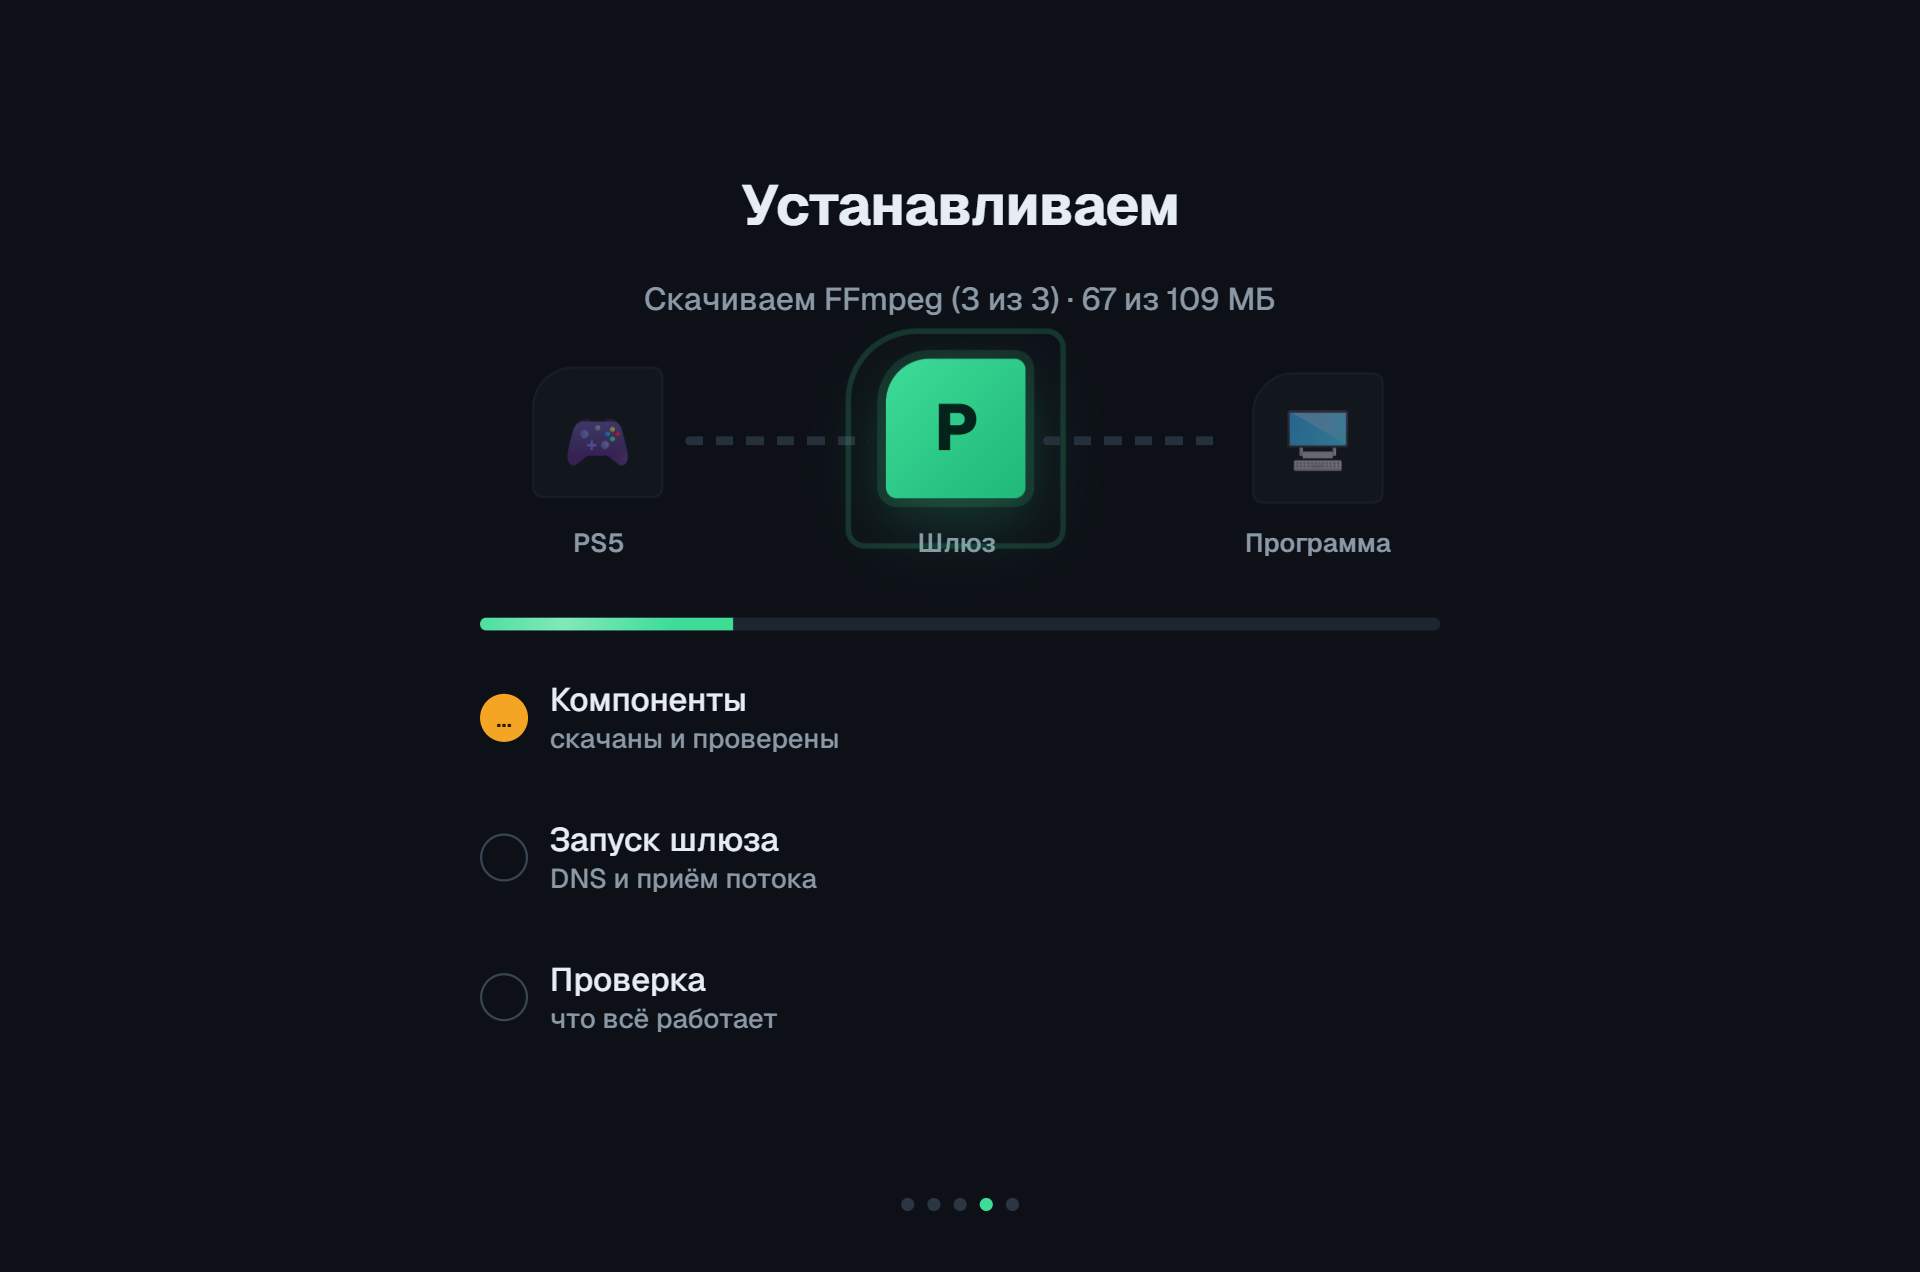 Устанавливаем
Скачиваем FFmpeg (3 из 3) · 67 из 109 МБ
P
PS5
Шлюз
Программа
...
Компоненты
скачаны и проверены
Запуск шлюза
DNS и приём потока
Проверка
что всё работает